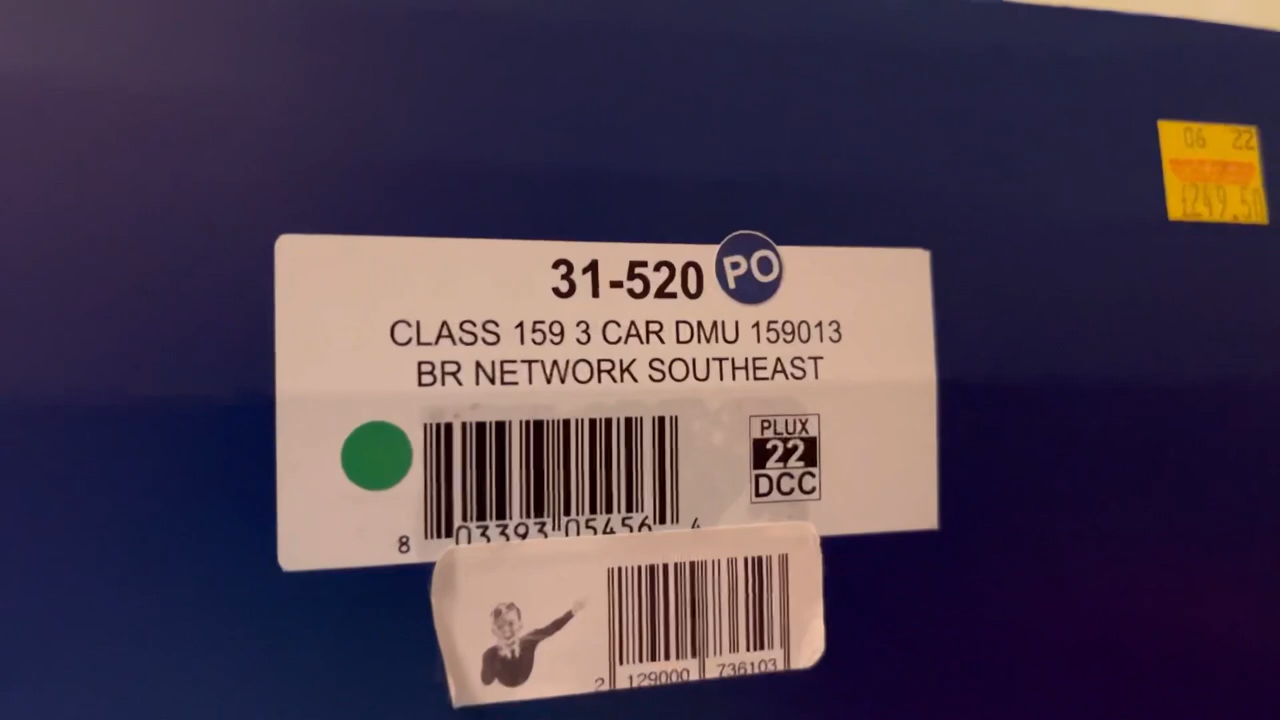 06 22
£249.50
31-520 PO
CLASS 159 3 CAR DMU 159013
BR NETWORK SOUTHEAST
PLUX
22
DCC
8 03393 05456 4
2 129000 736103